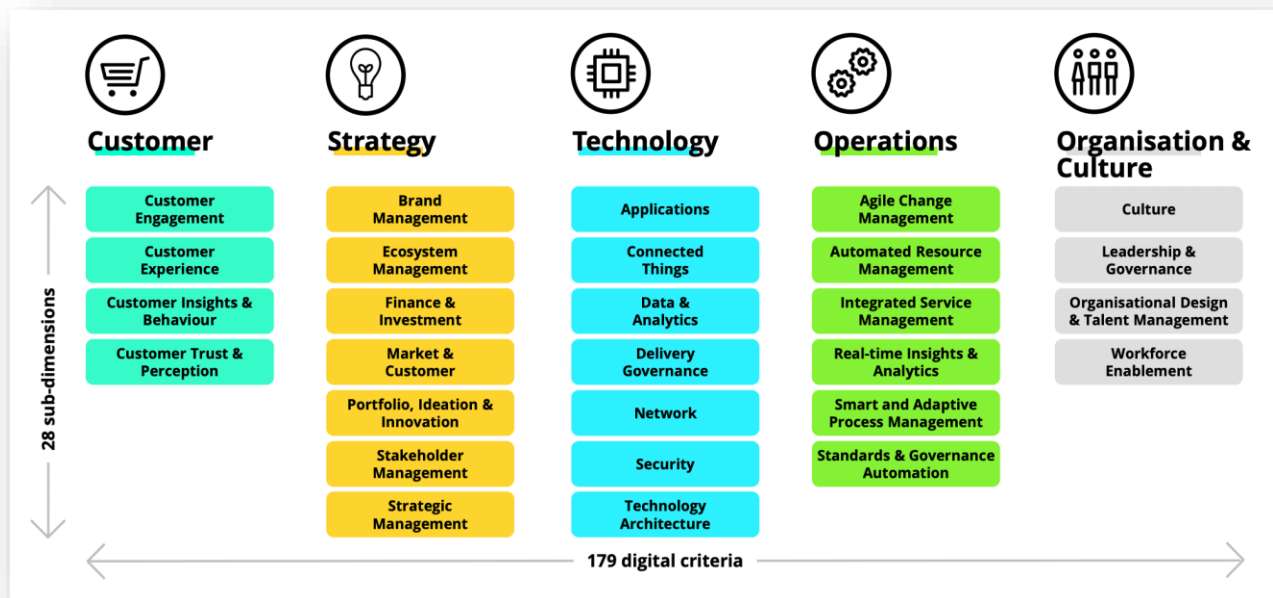 Customer
Strategy
Technology
Operations
Organisation &
Culture
28 sub-dimensions
Customer
Engagement
Customer
Experience
Customer Insights &
Behaviour
Customer Trust &
Perception
Brand
Management
Ecosystem
Management
Finance &
Investment
Market &
Customer
Portfolio, Ideation &
Innovation
Stakeholder
Management
Strategic
Management
Applications
Connected
Things
Data &
Analytics
Delivery
Governance
Network
Security
Technology
Architecture
Agile Change
Management
Automated Resource
Management
Integrated Service
Management
Real-time Insights &
Analytics
Smart and Adaptive
Process Management
Standards & Governance
Automation
Culture
Leadership &
Governance
Organisational Design
& Talent Management
Workforce
Enablement
179 digital criteria